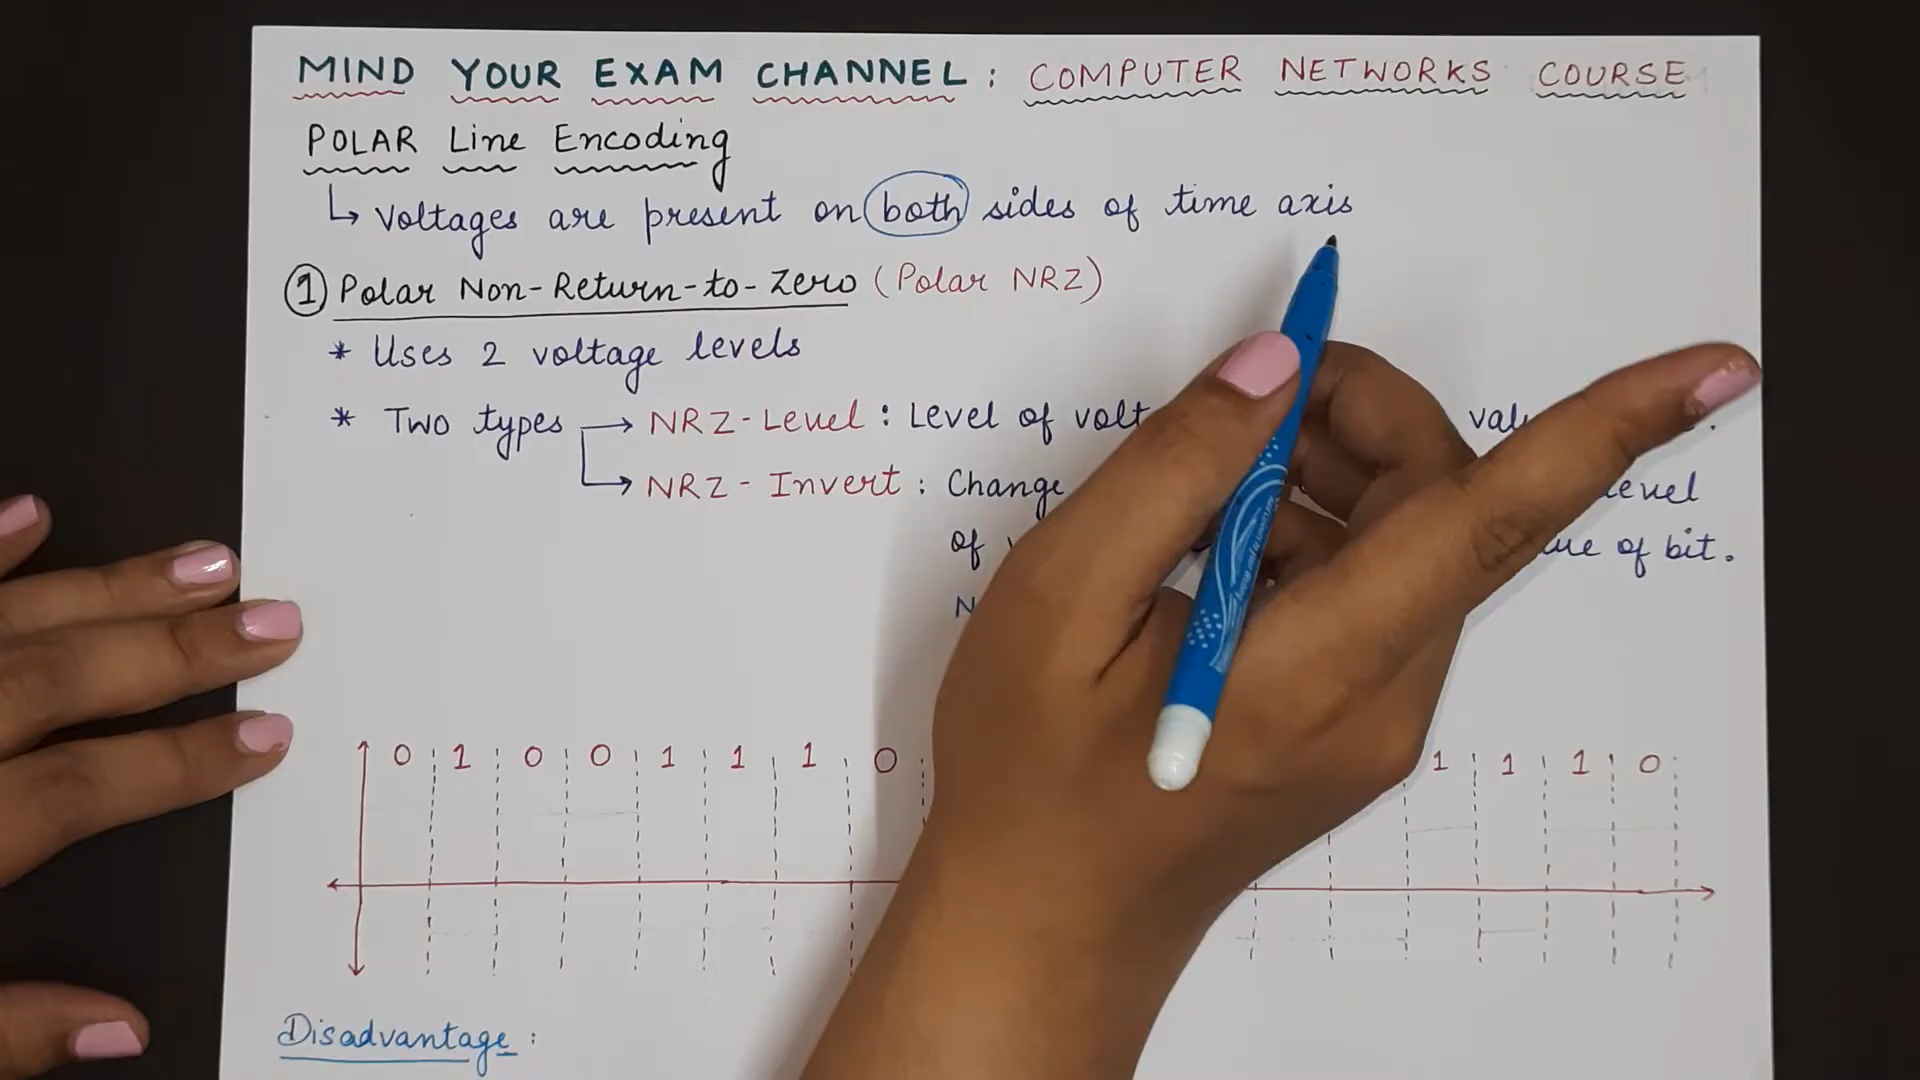 MIND YOUR EXAM CHANNEL : COMPUTER NETWORKS COURSE
POLAR Line Encoding
Voltages are present on both sides of time axis
1 Polar Non-Return-to-Zero (Polar NRZ)
* Uses 2 voltage levels
* Two types → NRZ-Level : Level of
→ NRZ-Invert : Change level
of of bit.
0 1 0 0 1 1 1 0 1 1 1 0
Disadvantage :